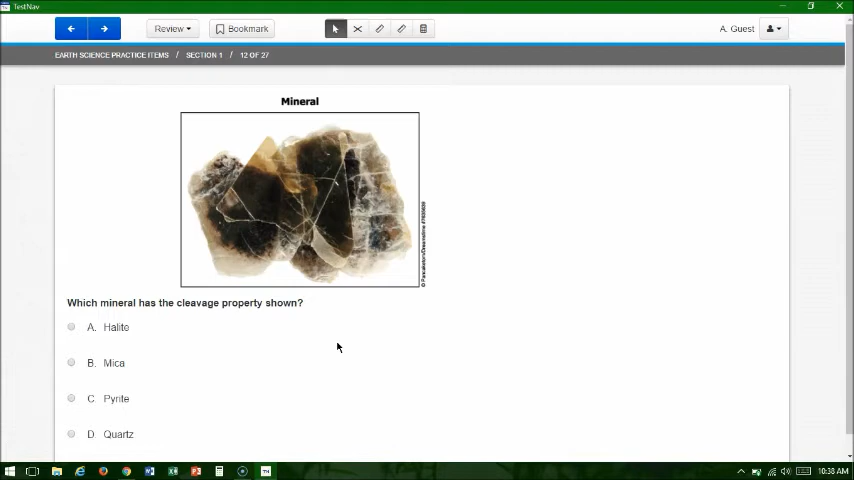 TestNav
Review
Bookmark
A. Guest
EARTH SCIENCE PRACTICE ITEMS / SECTION 1 / 12 OF 27
Mineral
Which mineral has the cleavage property shown?
A. Halite
B. Mica
C. Pyrite
D. Quartz
10:38 AM